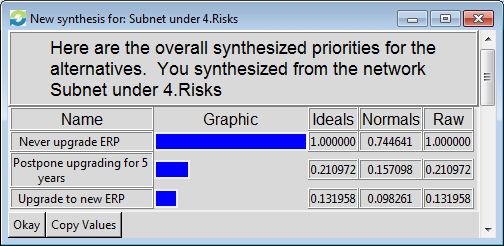 New synthesis for: Subnet under 4.Risks
Here are the overall synthesized priorities for the
alternatives.  You synthesized from the network
Subnet under 4.Risks
Name Graphic Ideals Normals Raw
Never upgrade ERP 1.000000 0.744641 1.000000
Postpone upgrading for 5
years 0.210972 0.157098 0.210972
Upgrade to new ERP 0.131958 0.098261 0.131958
Okay Copy Values